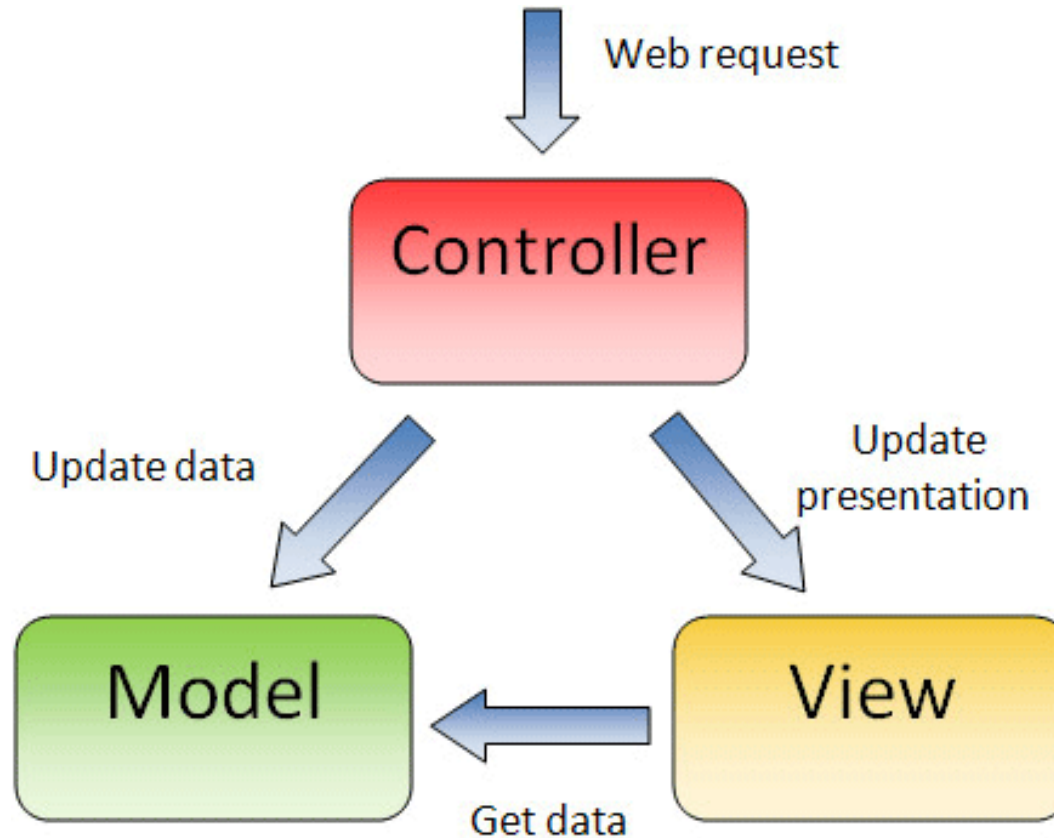 Web request
Controller
Update data
Update
presentation
Model
View
Get data